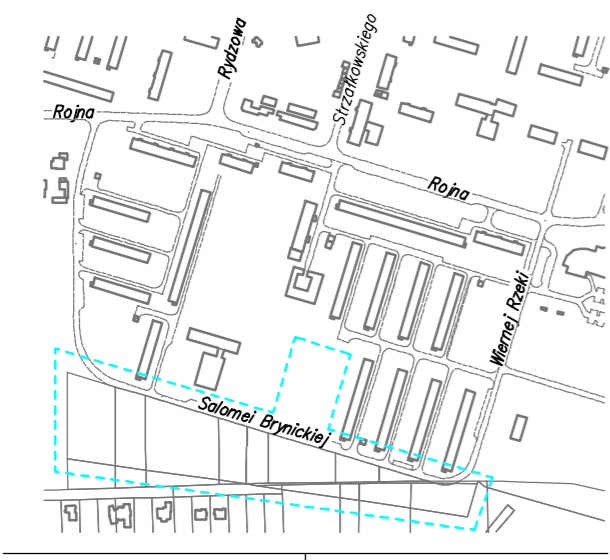 Rydzowa
Strzałkowskiego
Rojna
Rojna
Wiernej Rzeki
Salomei Brynickiej